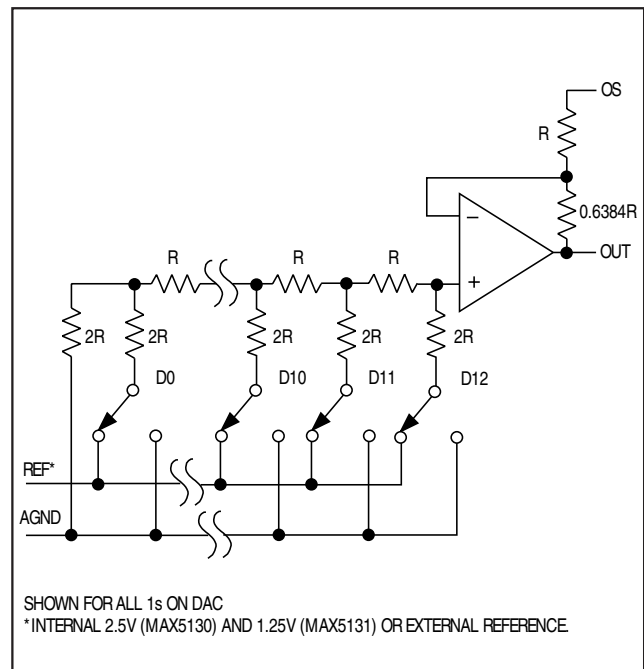 OS
R
0.6384R
OUT
−
+
R
R
R
2R
2R
2R
2R
2R
D0
D10
D11
D12
REF*
AGND
SHOWN FOR ALL 1s ON DAC
*INTERNAL 2.5V (MAX5130) AND 1.25V (MAX5131) OR EXTERNAL REFERENCE.